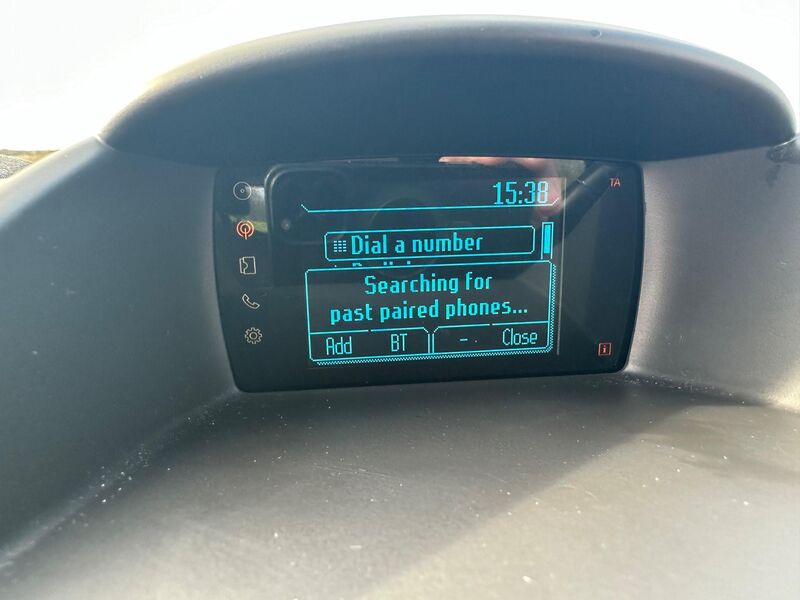 15:38
TA
Dial a number
Searching for
past paired phones...
Add BT - Close
i